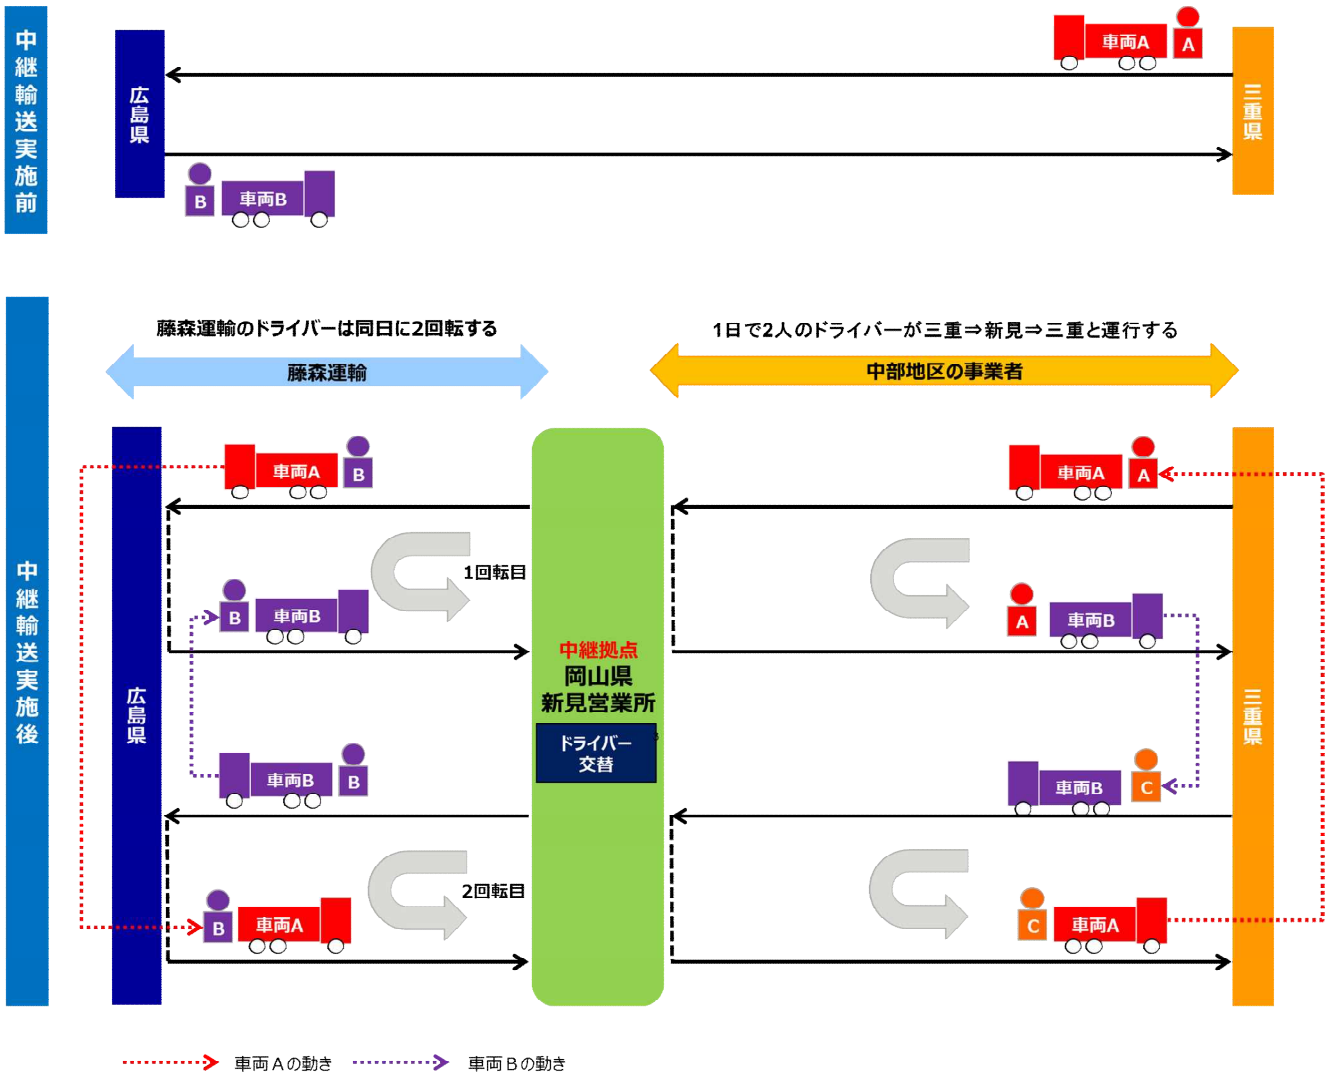 中継輸送実施前
広島県
車両A
A
三重県
B
車両B
中継輸送実施後
藤森運輸のドライバーは同日に2回転する
1日で2人のドライバーが三重⇒新見⇒三重と運行する
藤森運輸
中部地区の事業者
広島県
車両A
B
車両A
A
1回転目
B
車両B
A
車両B
中継拠点
岡山県
新見営業所
ドライバー
交替
三重県
車両B
B
車両B
C
2回転目
B
車両A
C
車両A
車両Aの動き
車両Bの動き